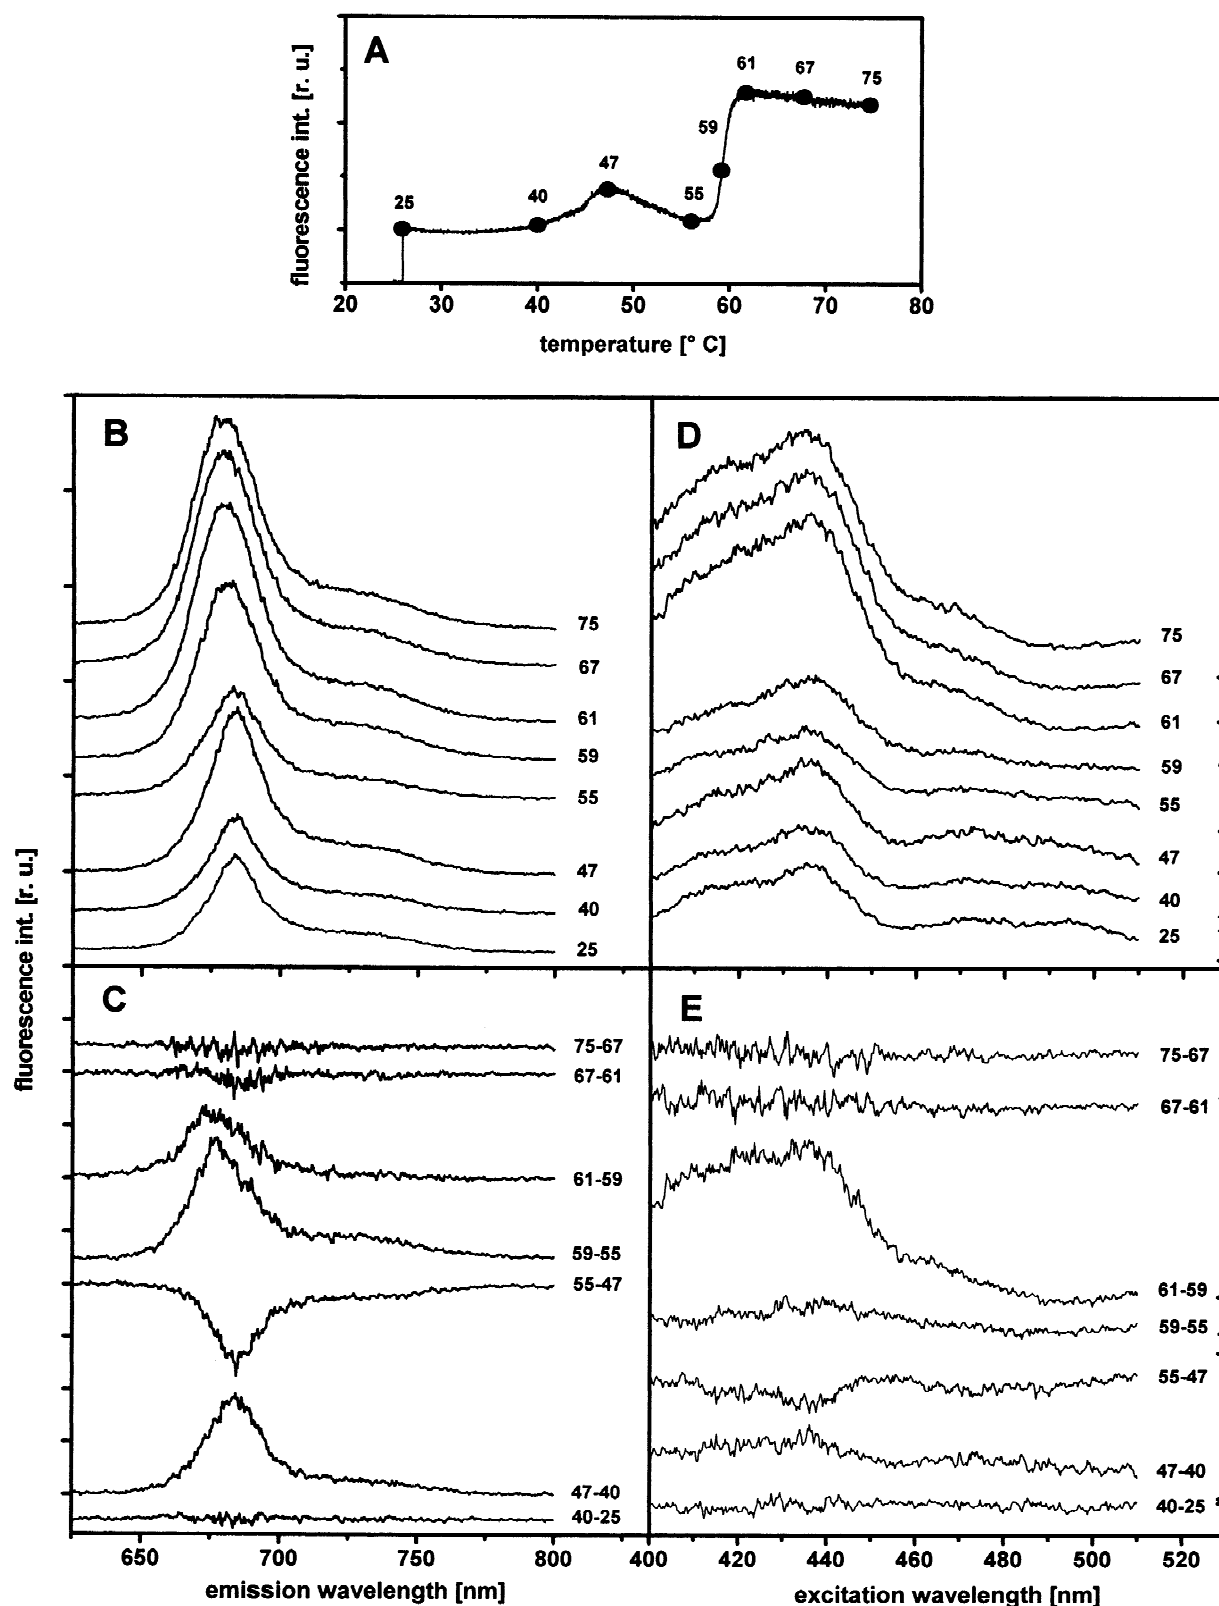 A
fluorescence int. [r. u.]
25
40
47
55
59
61
67
75
20 30 40 50 60 70 80
temperature [° C]
fluorescence int. [r. u.]
B
75
67
61
59
55
47
40
25
D
75
67
61
59
55
47
40
25
C
75-67
67-61
61-59
59-55
55-47
47-40
40-25
650 700 750 800
emission wavelength [nm]
E
75-67
67-61
61-59
59-55
55-47
47-40
40-25
400 420 440 460 480 500 520
excitation wavelength [nm]